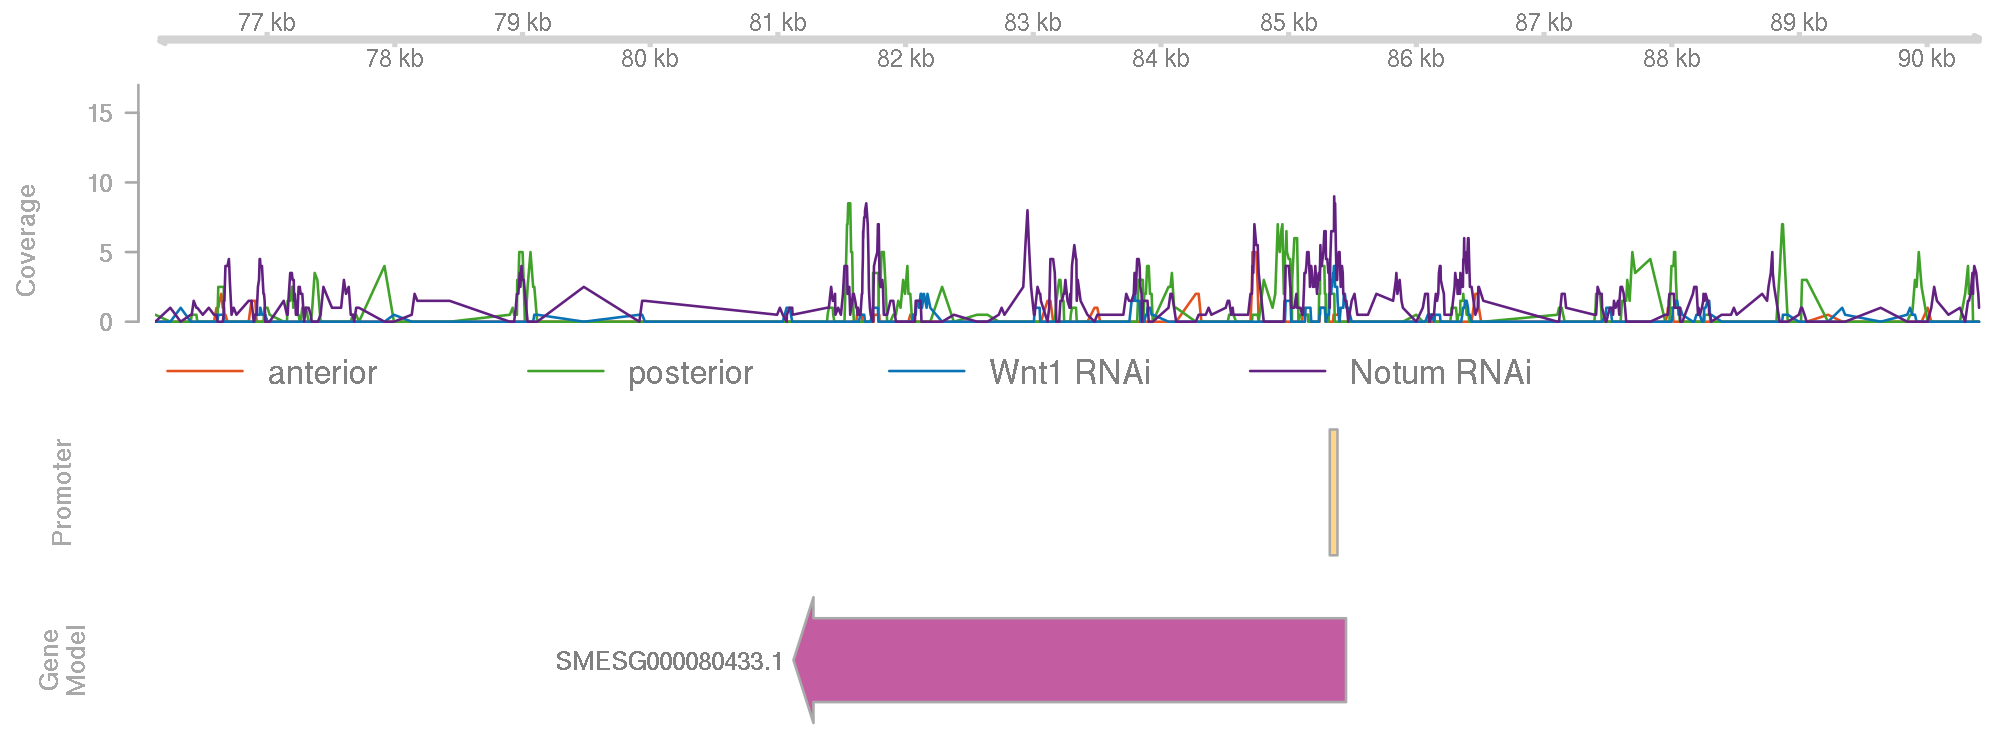 77 kb 79 kb 81 kb 83 kb 85 kb 87 kb 89 kb
78 kb 80 kb 82 kb 84 kb 86 kb 88 kb 90 kb
Coverage
15
10
5
0
anterior posterior Wnt1 RNAi Notum RNAi
Promoter
Gene
Model
SMESG000080433.1